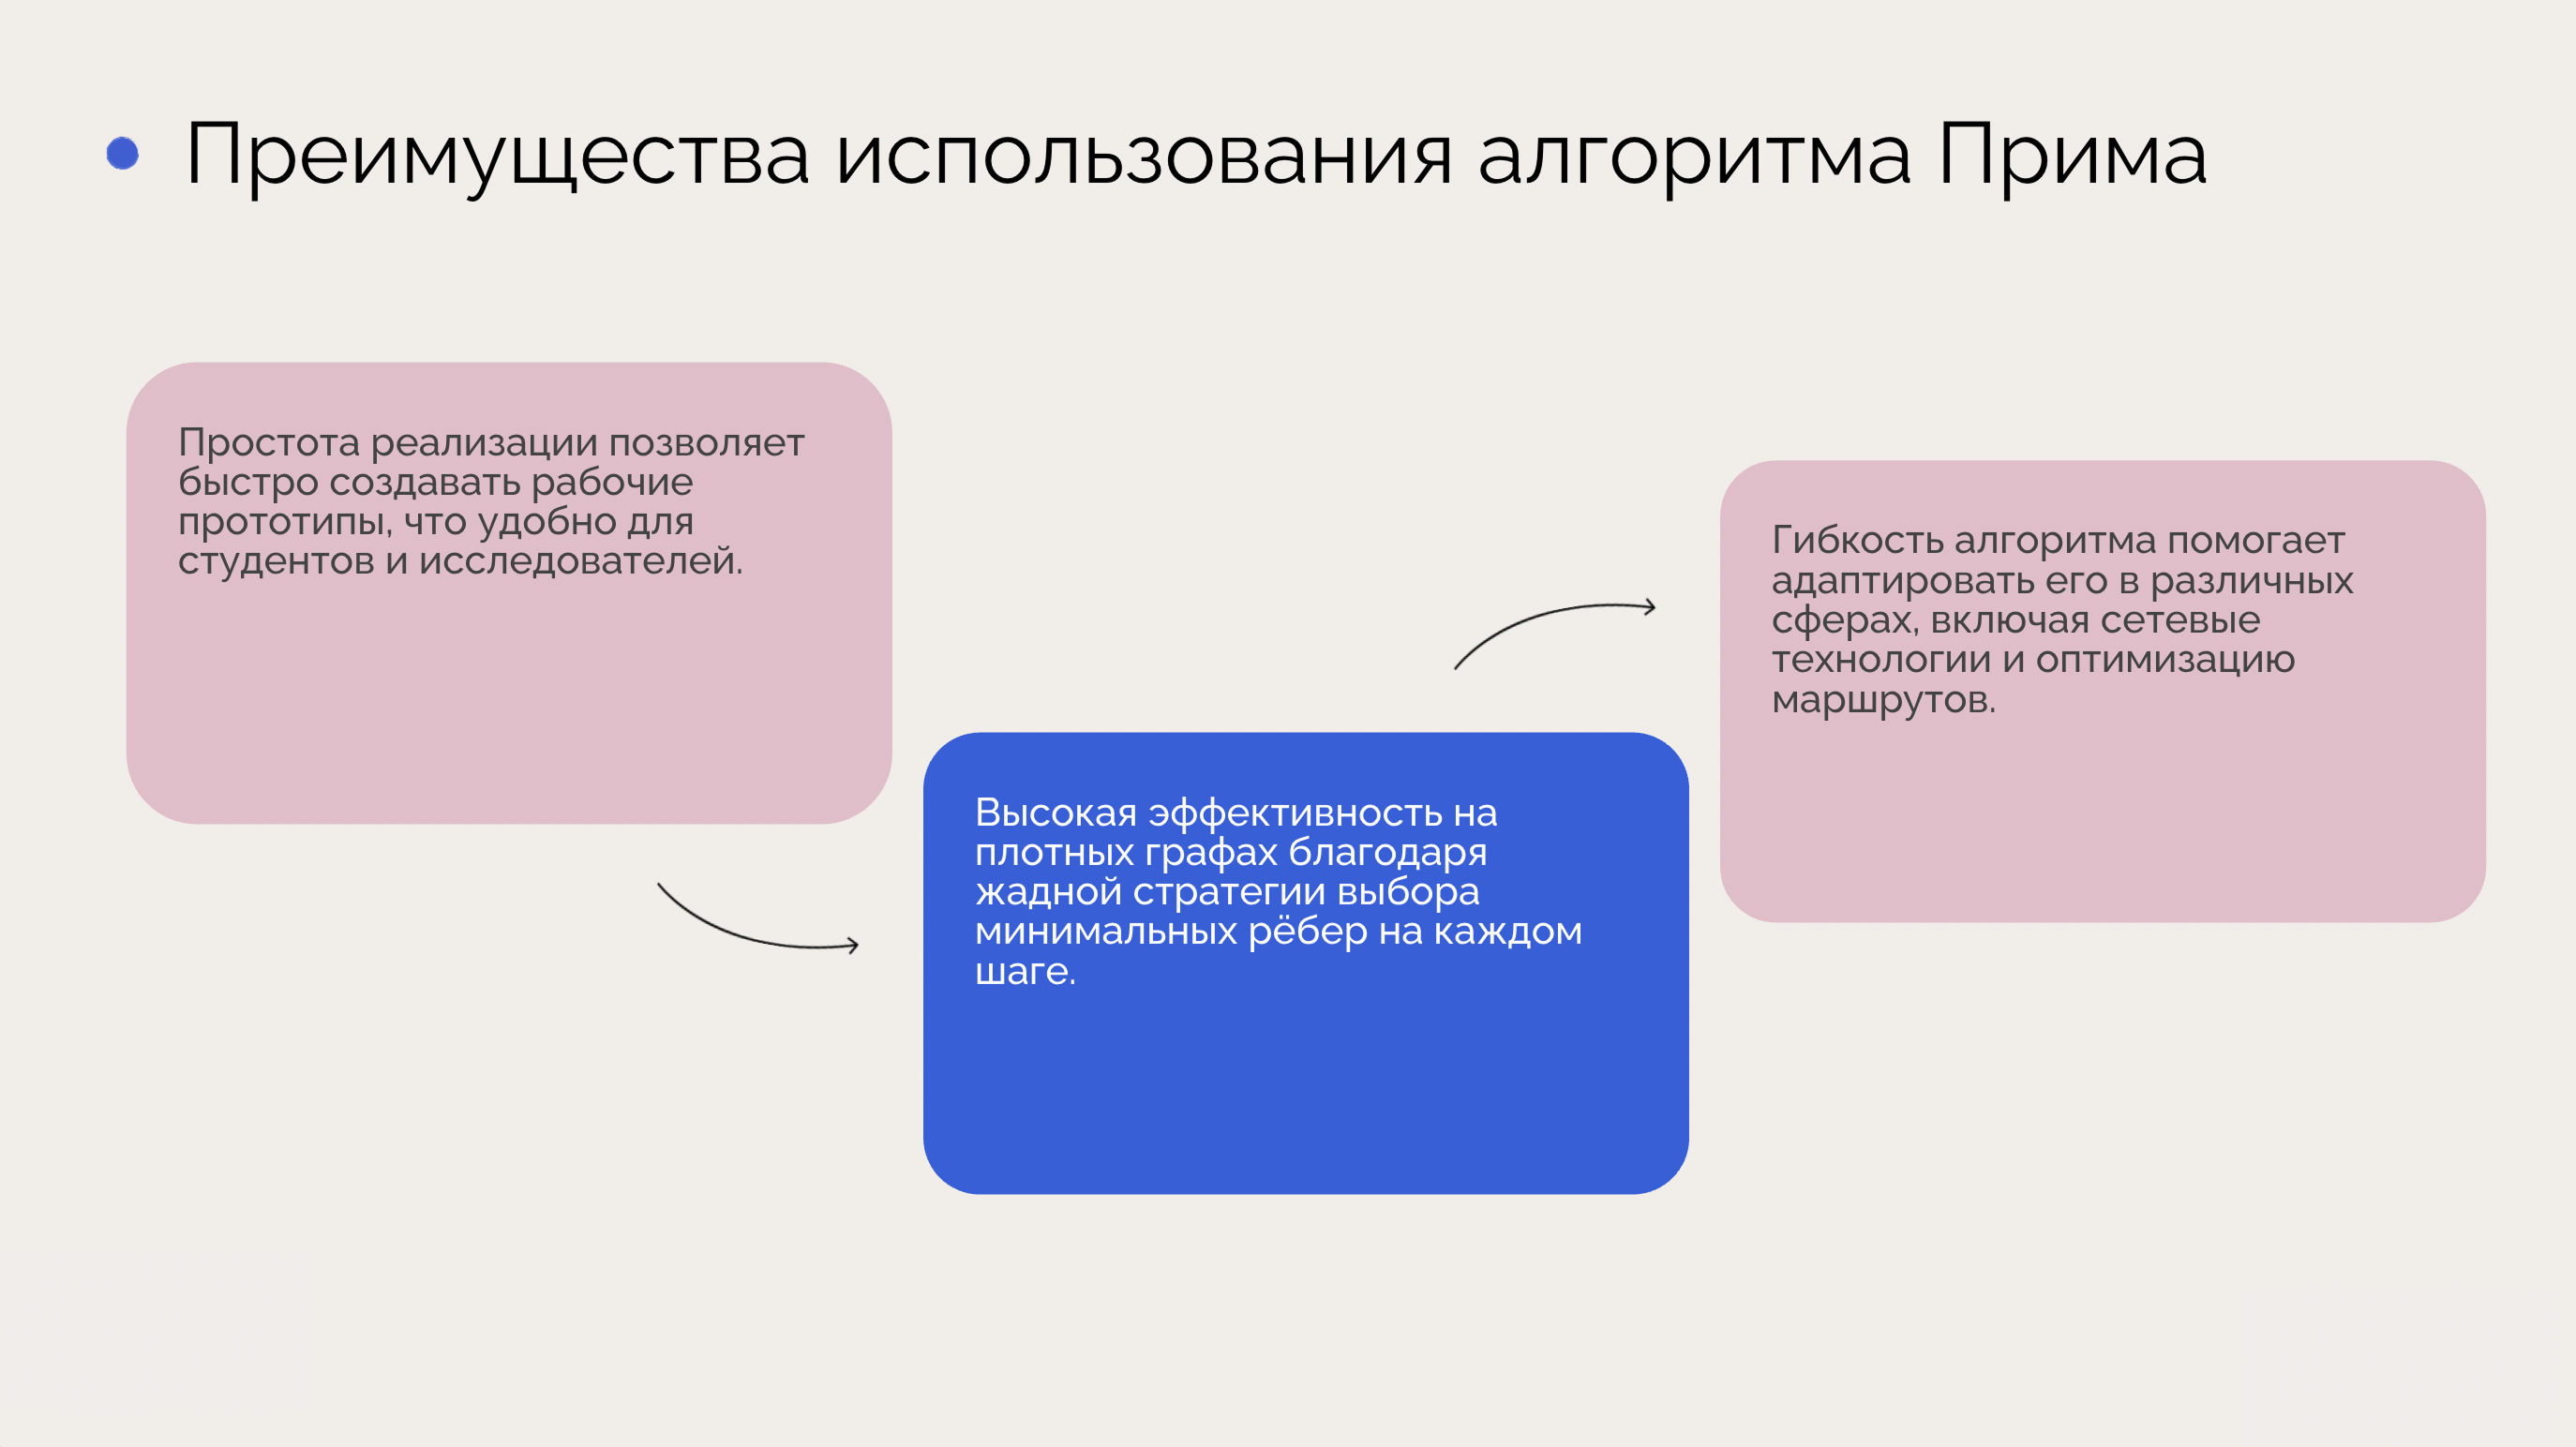 Преимущества использования алгоритма Прима
Простота реализации позволяет
быстро создавать рабочие
прототипы, что удобно для
студентов и исследователей.
Высокая эффективность на
плотных графах благодаря
жадной стратегии выбора
минимальных рёбер на каждом
шаге.
Гибкость алгоритма помогает
адаптировать его в различных
сферах, включая сетевые
технологии и оптимизацию
маршрутов.